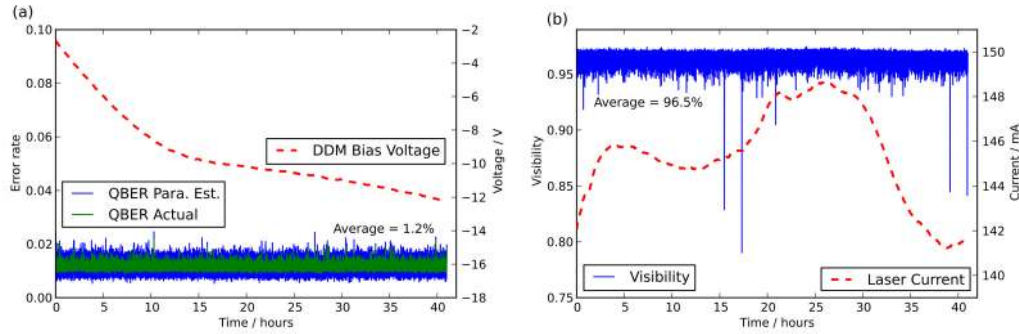 (a)
0.10
0.08
0.06
0.04
0.02
0.00
Error rate
−2
−4
−6
−8
−10
−12
−14
−16
−18
Voltage / V
DDM Bias Voltage
QBER Para. Est.
QBER Actual
Average = 1.2%
0 5 10 15 20 25 30 35 40
Time / hours
(b)
0.95
0.90
0.85
0.80
0.75
Visibility
150
148
146
144
142
140
Current / mA
Average = 96.5%
Visibility
Laser Current
0 5 10 15 20 25 30 35 40
Time / hours